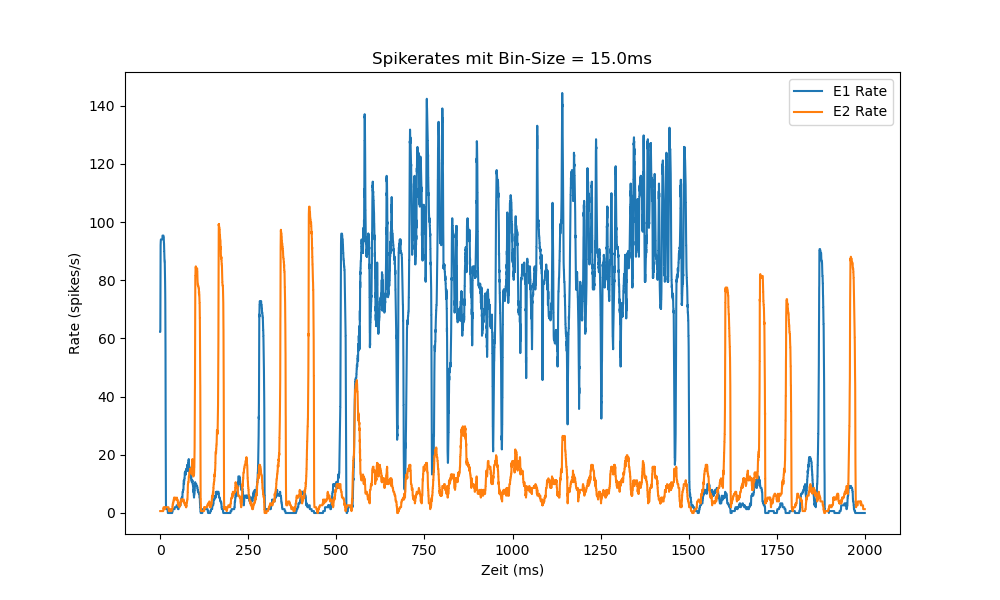 Spikerates mit Bin-Size = 15.0ms
E1 Rate
E2 Rate
140
120
100
80
60
40
20
0
Rate (spikes/s)
0 250 500 750 1000 1250 1500 1750 2000
Zeit (ms)